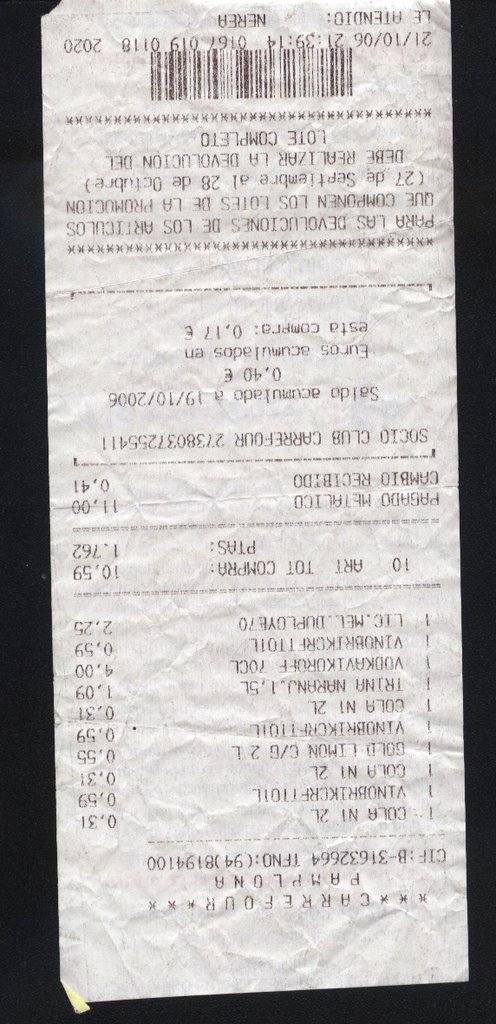 **CARREFOUR****
PAMPLONA
CIF:B-31632664 TFNO:(94)8194100
1 COLA N1 2L 0,31
1 VINOBRIKCRFT101L 0,59
1 COLA N1 2L 0,31
1 GOLD LIMON C/G 2 L 0,55
1 VINOBRIKCRFT101L 0,59
1 COLA N1 2L 0,31
1 TRINA NARANJ.1,5L 1,09
1 VODKAVIKOROFF 70CL 4,00
1 VINOBRIKCRFT101L 0,59
1 LIC.MEL.DUPLOYE70 2,25
10 ART TOT COMPRA: 10,59
PTAS: 1.762
PAGADO METALICO 11,00
CAMBIO RECIBIDO 0,41
SOCIO CLUB CARREFOUR 2738037255411
Saldo acumulado a 19/10/2006
0,40 €
Euros acumulados en
esta compra: 0,17 €
*************************************
PARA LAS DEVOLUCIONES DE LOS ARTICULOS
QUE COMPONEN LOS LOTES DE LA PROMOCION
(27 de Septiembre al 28 de Octubre)
DEBE REALIZAR LA DEVOLUCION DEL
LOTE COMPLETO
*************************************
21/10/06 21:39:14 0167 019 0118 2020
LE ATENDIO: NEREA